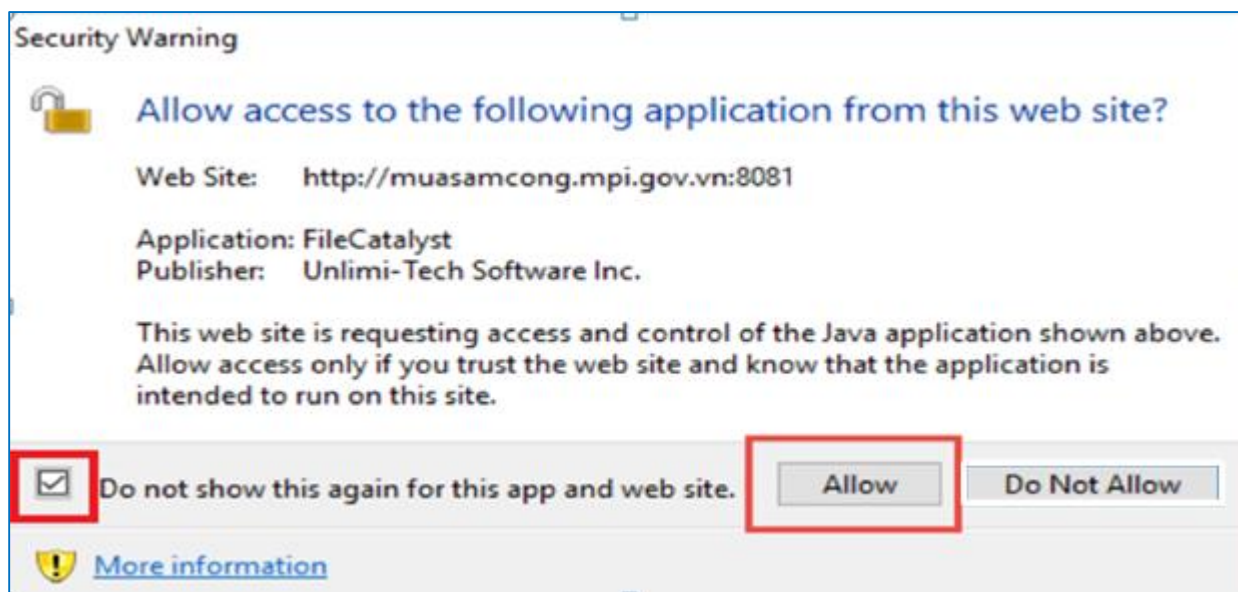 Security Warning
Allow access to the following application from this web site?
Web Site: http://muasamcong.mpi.gov.vn:8081
Application: FileCatalyst
Publisher: Unlimi-Tech Software Inc.
This web site is requesting access and control of the Java application shown above.
Allow access only if you trust the web site and know that the application is
intended to run on this site.
Do not show this again for this app and web site. Allow Do Not Allow
More information